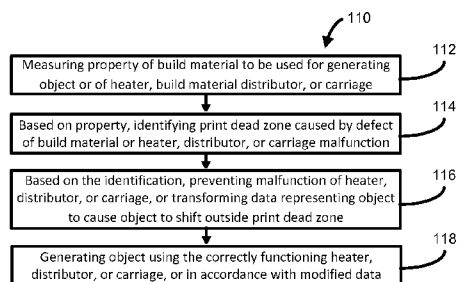 110
Measuring property of build material to be used for generating
object or of heater, build material distributor, or carriage
112
Based on property, identifying print dead zone caused by defect
of build material or heater, distributor, or carriage malfunction
114
Based on the identification, preventing malfunction of heater,
distributor, or carriage, or transforming data representing object
to cause object to shift outside print dead zone
116
Generating object using the correctly functioning heater,
distributor, or carriage, or in accordance with modified data
118